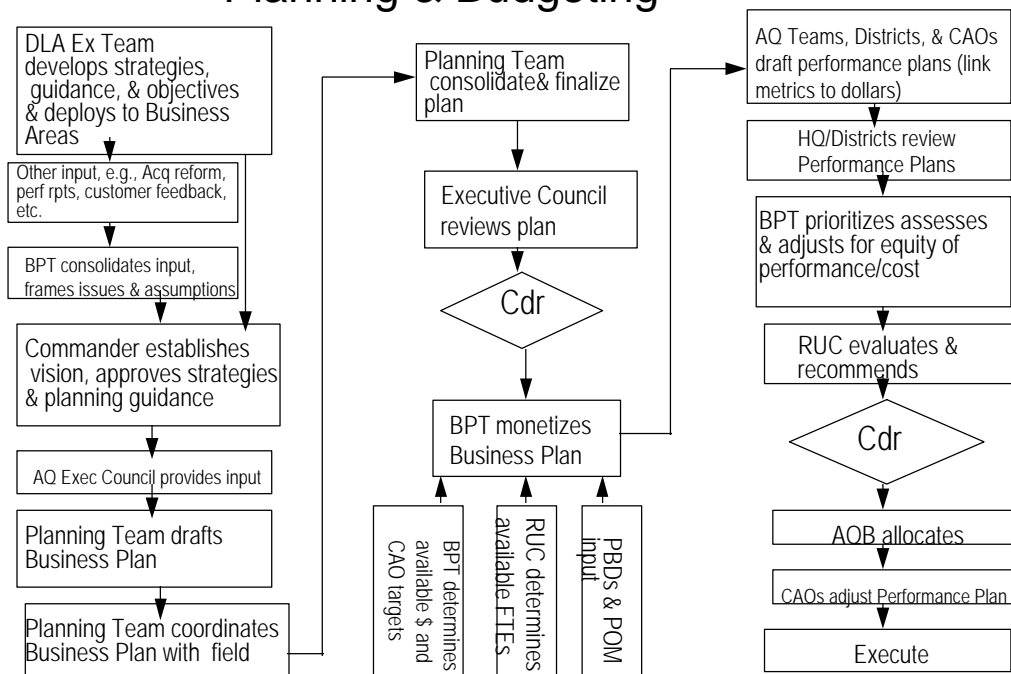 Planning & Budgeting
DLA Ex Team
develops strategies,
guidance, & objectives
& deploys to Business
Areas
Other input, e.g., Acq reform,
perf rpts, customer feedback,
etc.
BPT consolidates input,
frames issues & assumptions
Commander establishes
vision, approves strategies
& planning guidance
AQ Exec Council provides input
Planning Team drafts
Business Plan
Planning Team coordinates
Business Plan with field
Planning Team
consolidate& finalize
plan
Executive Council
reviews plan
Cdr
BPT monetizes
Business Plan
BPT determines
available $ and
CAO targets
RUC determines
available FTEs
PBDs & POM
input
AQ Teams, Districts, & CAOs
draft performance plans (link
metrics to dollars)
HQ/Districts review
Performance Plans
BPT prioritizes assesses
& adjusts for equity of
performance/cost
RUC evaluates &
recommends
Cdr
AQB allocates
CAOs adjust Performance Plan
Execute